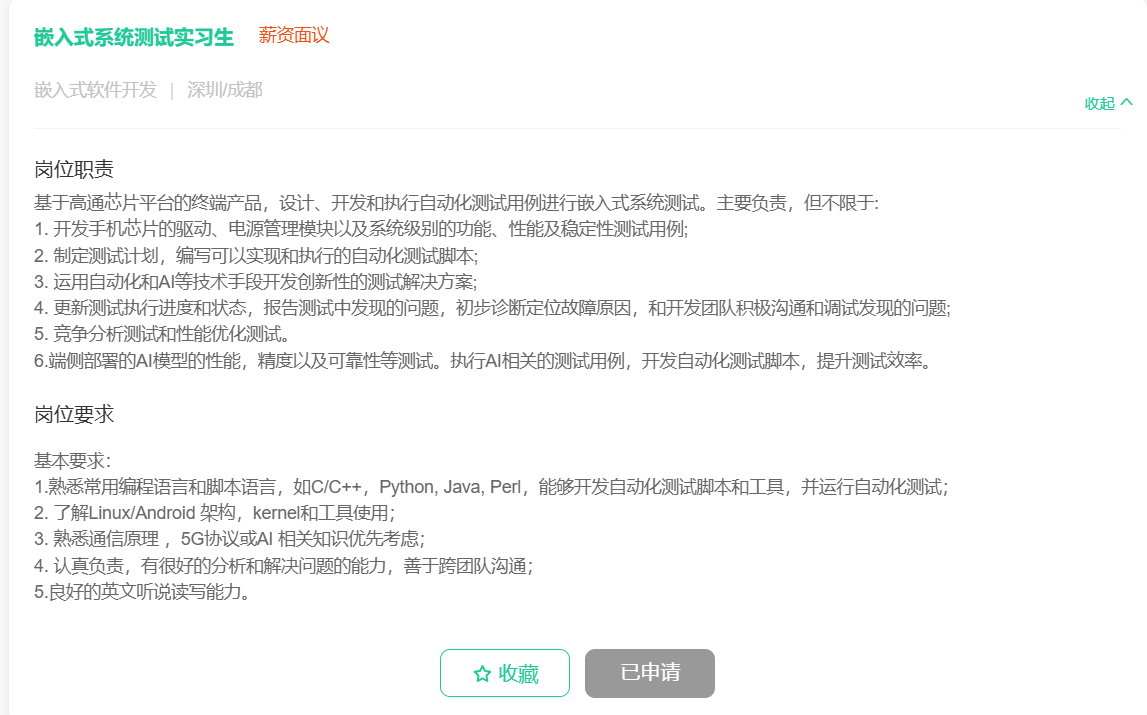 嵌入式系统测试实习生 薪资面议
嵌入式软件开发 | 深圳/成都
收起
岗位职责
基于高通芯片平台的终端产品，设计、开发和执行自动化测试用例进行嵌入式系统测试。主要负责，但不限于:
1. 开发手机芯片的驱动、电源管理模块以及系统级别的功能、性能及稳定性测试用例;
2. 制定测试计划，编写可以实现和执行的自动化测试脚本;
3. 运用自动化和AI等技术手段开发创新性的测试解决方案;
4. 更新测试执行进度和状态，报告测试中发现的问题，初步诊断定位故障原因，和开发团队积极沟通和调试发现的问题;
5. 竞争分析测试和性能优化测试。
6.端侧部署的AI模型的性能，精度以及可靠性等测试。执行AI相关的测试用例，开发自动化测试脚本，提升测试效率。
岗位要求
基本要求：
1.熟悉常用编程语言和脚本语言，如C/C++，Python, Java, Perl，能够开发自动化测试脚本和工具，并运行自动化测试；
2. 了解Linux/Android 架构，kernel和工具使用；
3. 熟悉通信原理 ，5G协议或AI 相关知识优先考虑；
4. 认真负责，有很好的分析和解决问题的能力，善于跨团队沟通；
5.良好的英文听说读写能力。
收藏 已申请